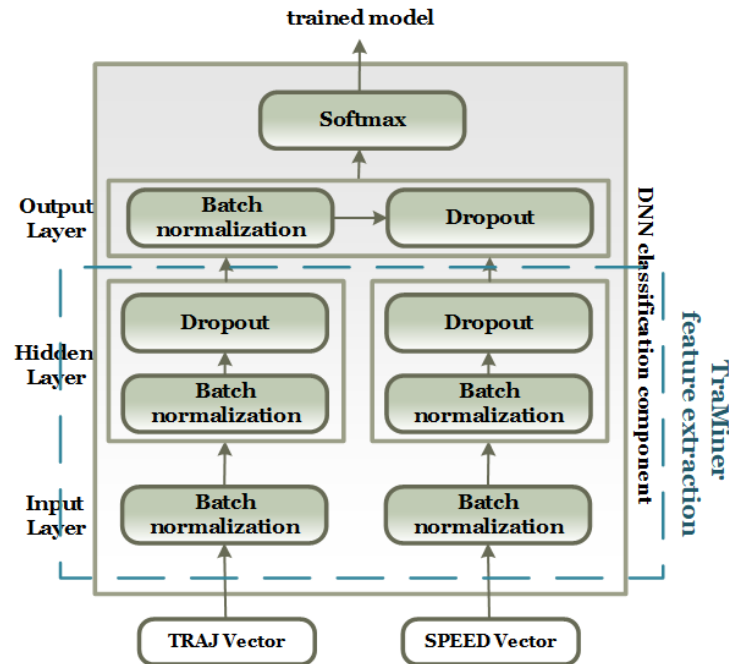 trained model
Softmax
Output
Layer
Batch
normalization
Dropout
DNN classification component
Hidden
Layer
Dropout
Dropout
Batch
normalization
Batch
normalization
TraMiner
feature extraction
Input
Layer
Batch
normalization
Batch
normalization
TRAJ Vector
SPEED Vector